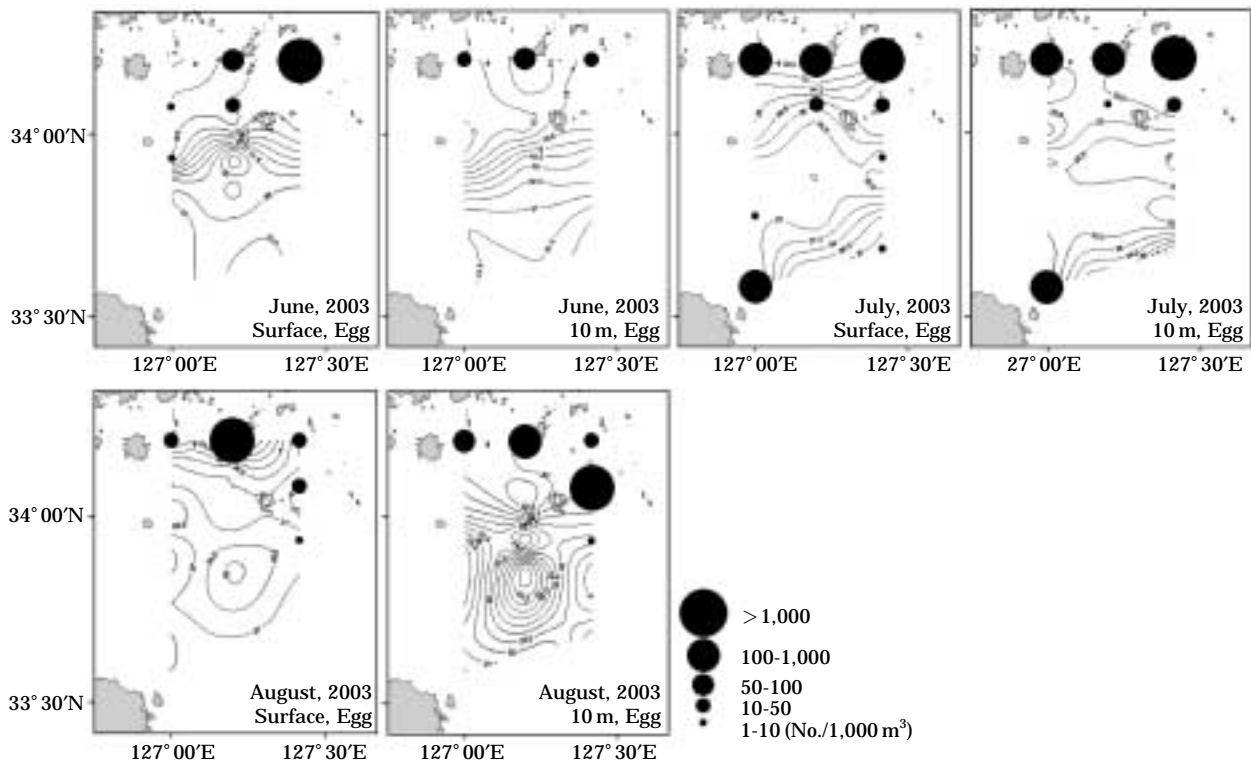 34°00′N
33°30′N
June, 2003
Surface, Egg
June, 2003
10 m, Egg
July, 2003
Surface, Egg
July, 2003
10 m, Egg
127°00′E
127°30′E
127°00′E
127°30′E
127°00′E
127°30′E
27°00′E
127°30′E
34°00′N
33°30′N
August, 2003
Surface, Egg
August, 2003
10 m, Egg
127°00′E
127°30′E
127°00′E
127°30′E
>1,000
100-1,000
50-100
10-50
1-10 (No./1,000 m³)